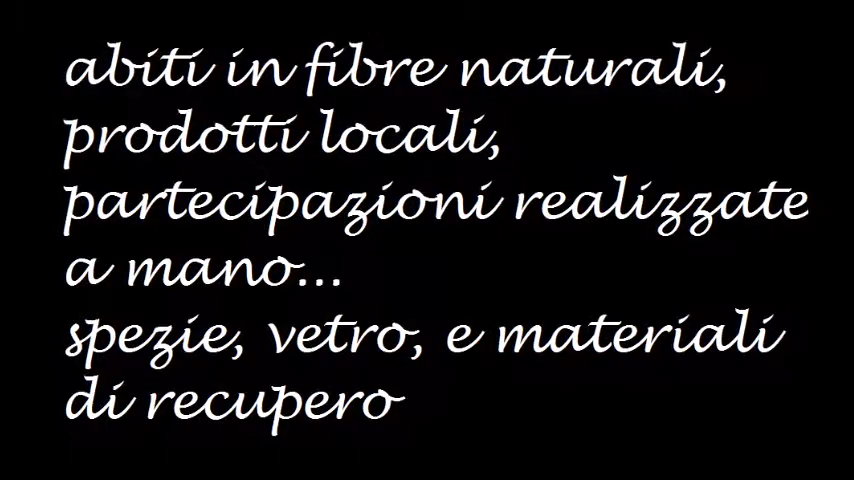 abiti in fibre naturali,
prodotti locali,
partecipazioni realizzate
a mano...
spezie, vetro, e materiali
di recupero